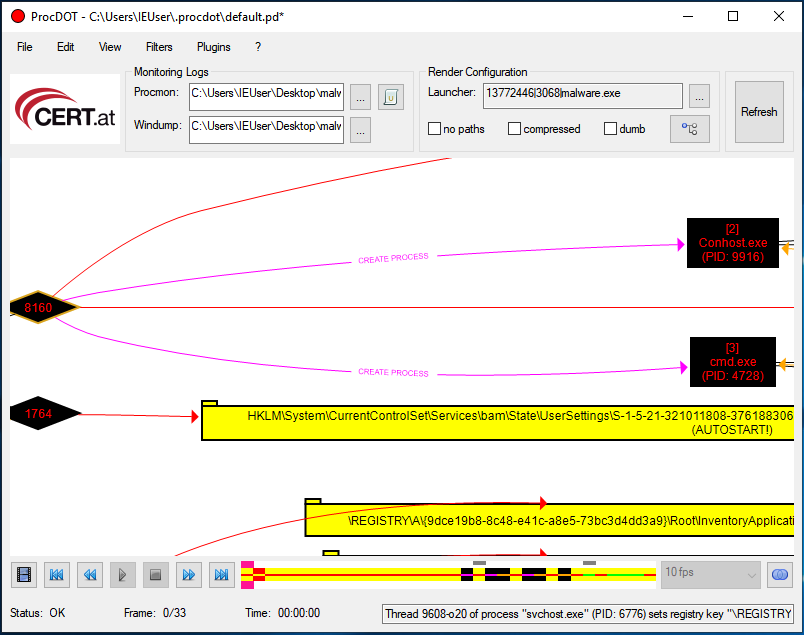 ProcDOT - C:\Users\IEUser\.procdot\default.pd*
File Edit View Filters Plugins ?
CERT.at
Monitoring Logs
Procmon: C:\Users\IEUser\Desktop\malw ...
Windump: C:\Users\IEUser\Desktop\malw ...
Render Configuration
Launcher: 13772446|3068|malware.exe ...
no paths compressed dumb
Refresh
[2]
Conhost.exe
(PID: 9916)
CREATE PROCESS
8160
[3]
cmd.exe
(PID: 4728)
CREATE PROCESS
1764
HKLM\System\CurrentControlSet\Services\bam\State\UserSettings\S-1-5-21-321011808-376188306
(AUTOSTART!)
\REGISTRY\A\{9dce19b8-8c48-e41c-a8e5-73bc3d4dd3a9}\Root\InventoryApplicati
10 fps
Status: OK Frame: 0/33 Time: 00:00:00 Thread 9608-o20 of process "svchost.exe" (PID: 6776) sets registry key "\REGISTRY